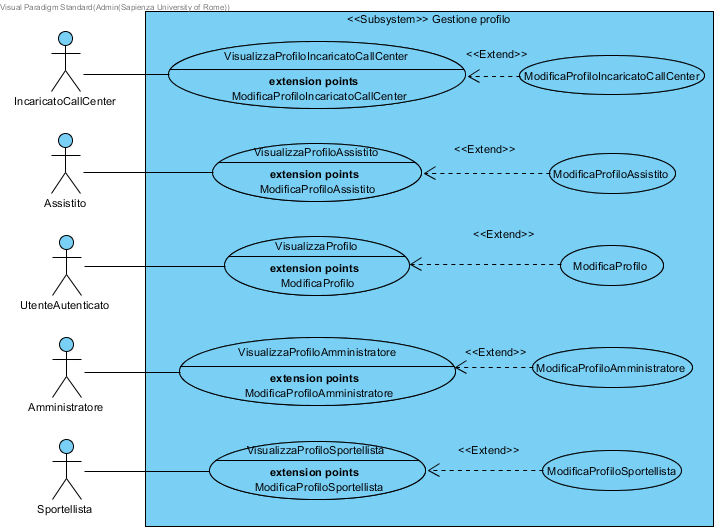 Visual Paradigm Standard(Admin(Sapienza University of Rome))
<<Subsystem>> Gestione profilo
VisualizzaProfiloIncaricatoCallCenter
extension points
ModificaProfiloIncaricatoCallCenter
<<Extend>>
ModificaProfiloIncaricatoCallCenter
IncaricatoCallCenter
VisualizzaProfiloAssistito
extension points
ModificaProfiloAssistito
<<Extend>>
ModificaProfiloAssistito
Assistito
VisualizzaProfilo
extension points
ModificaProfilo
<<Extend>>
ModificaProfilo
UtenteAutenticato
VisualizzaProfiloAmministratore
extension points
ModificaProfiloAmministratore
<<Extend>>
ModificaProfiloAmministratore
Amministratore
VisualizzaProfiloSportellista
extension points
ModificaProfiloSportellista
<<Extend>>
ModificaProfiloSportellista
Sportellista